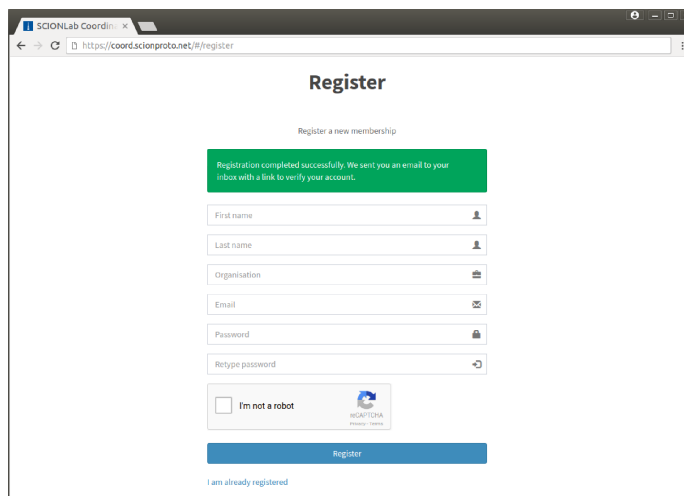 SCIONLab Coordin
https://coord.scionproto.net/#/register
Register
Register a new membership
Registration completed successfully. We sent you an email to your
inbox with a link to verify your account.
First name
Last name
Organisation
Email
Password
Retype password
I'm not a robot
reCAPTCHA
Privacy - Terms
Register
I am already registered